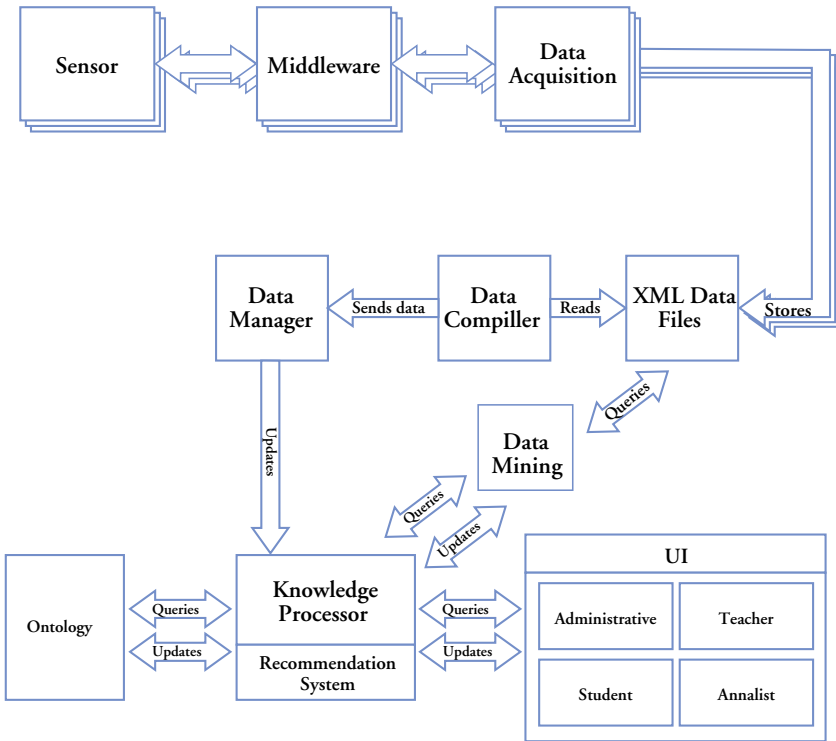 Sensor
Middleware
Data
Acquisition
Data
Manager
Sends data
Data
Compiller
Reads
XML Data
Files
Stores
Updates
Queries
Data
Mining
Queries
Updates
Ontology
Queries
Updates
Knowledge
Processor
Recommendation
System
Queries
Updates
UI
Administrative
Teacher
Student
Annalist